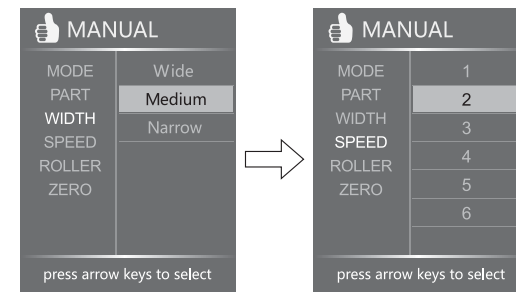 MANUAL
MODE
PART
WIDTH
SPEED
ROLLER
ZERO
Wide
Medium
Narrow
press arrow keys to select
MANUAL
MODE
PART
WIDTH
SPEED
ROLLER
ZERO
1
2
3
4
5
6
press arrow keys to select